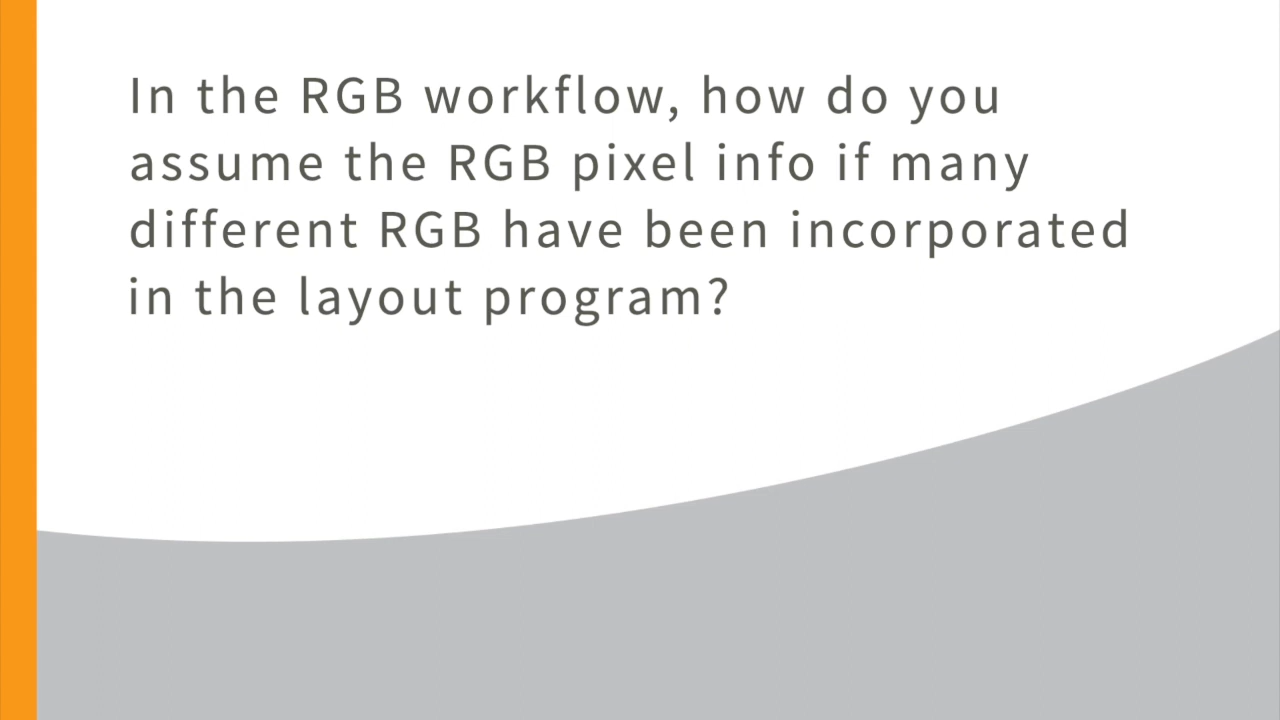 In the RGB workflow, how do you
assume the RGB pixel info if many
different RGB have been incorporated
in the layout program?